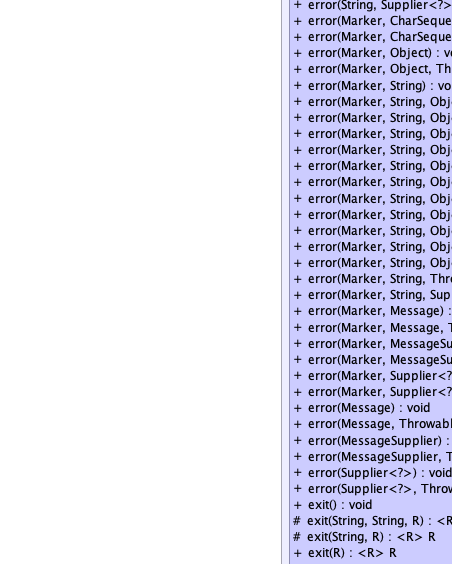 + error(String, Supplier<?>
+ error(Marker, CharSeque
+ error(Marker, CharSeque
+ error(Marker, Object) : v
+ error(Marker, Object, Th
+ error(Marker, String) : vo
+ error(Marker, String, Obj
+ error(Marker, String, Obj
+ error(Marker, String, Obj
+ error(Marker, String, Obj
+ error(Marker, String, Obj
+ error(Marker, String, Obj
+ error(Marker, String, Obj
+ error(Marker, String, Obj
+ error(Marker, String, Obj
+ error(Marker, String, Obj
+ error(Marker, String, Obj
+ error(Marker, String, Thr
+ error(Marker, String, Sup
+ error(Marker, Message) :
+ error(Marker, Message, T
+ error(Marker, MessageSu
+ error(Marker, MessageSu
+ error(Marker, Supplier<?
+ error(Marker, Supplier<?
+ error(Message) : void
+ error(Message, Throwabl
+ error(MessageSupplier) :
+ error(MessageSupplier, T
+ error(Supplier<?>) : void
+ error(Supplier<?>, Throw
+ exit() : void
# exit(String, String, R) : <R
# exit(String, R) : <R> R
+ exit(R) : <R> R